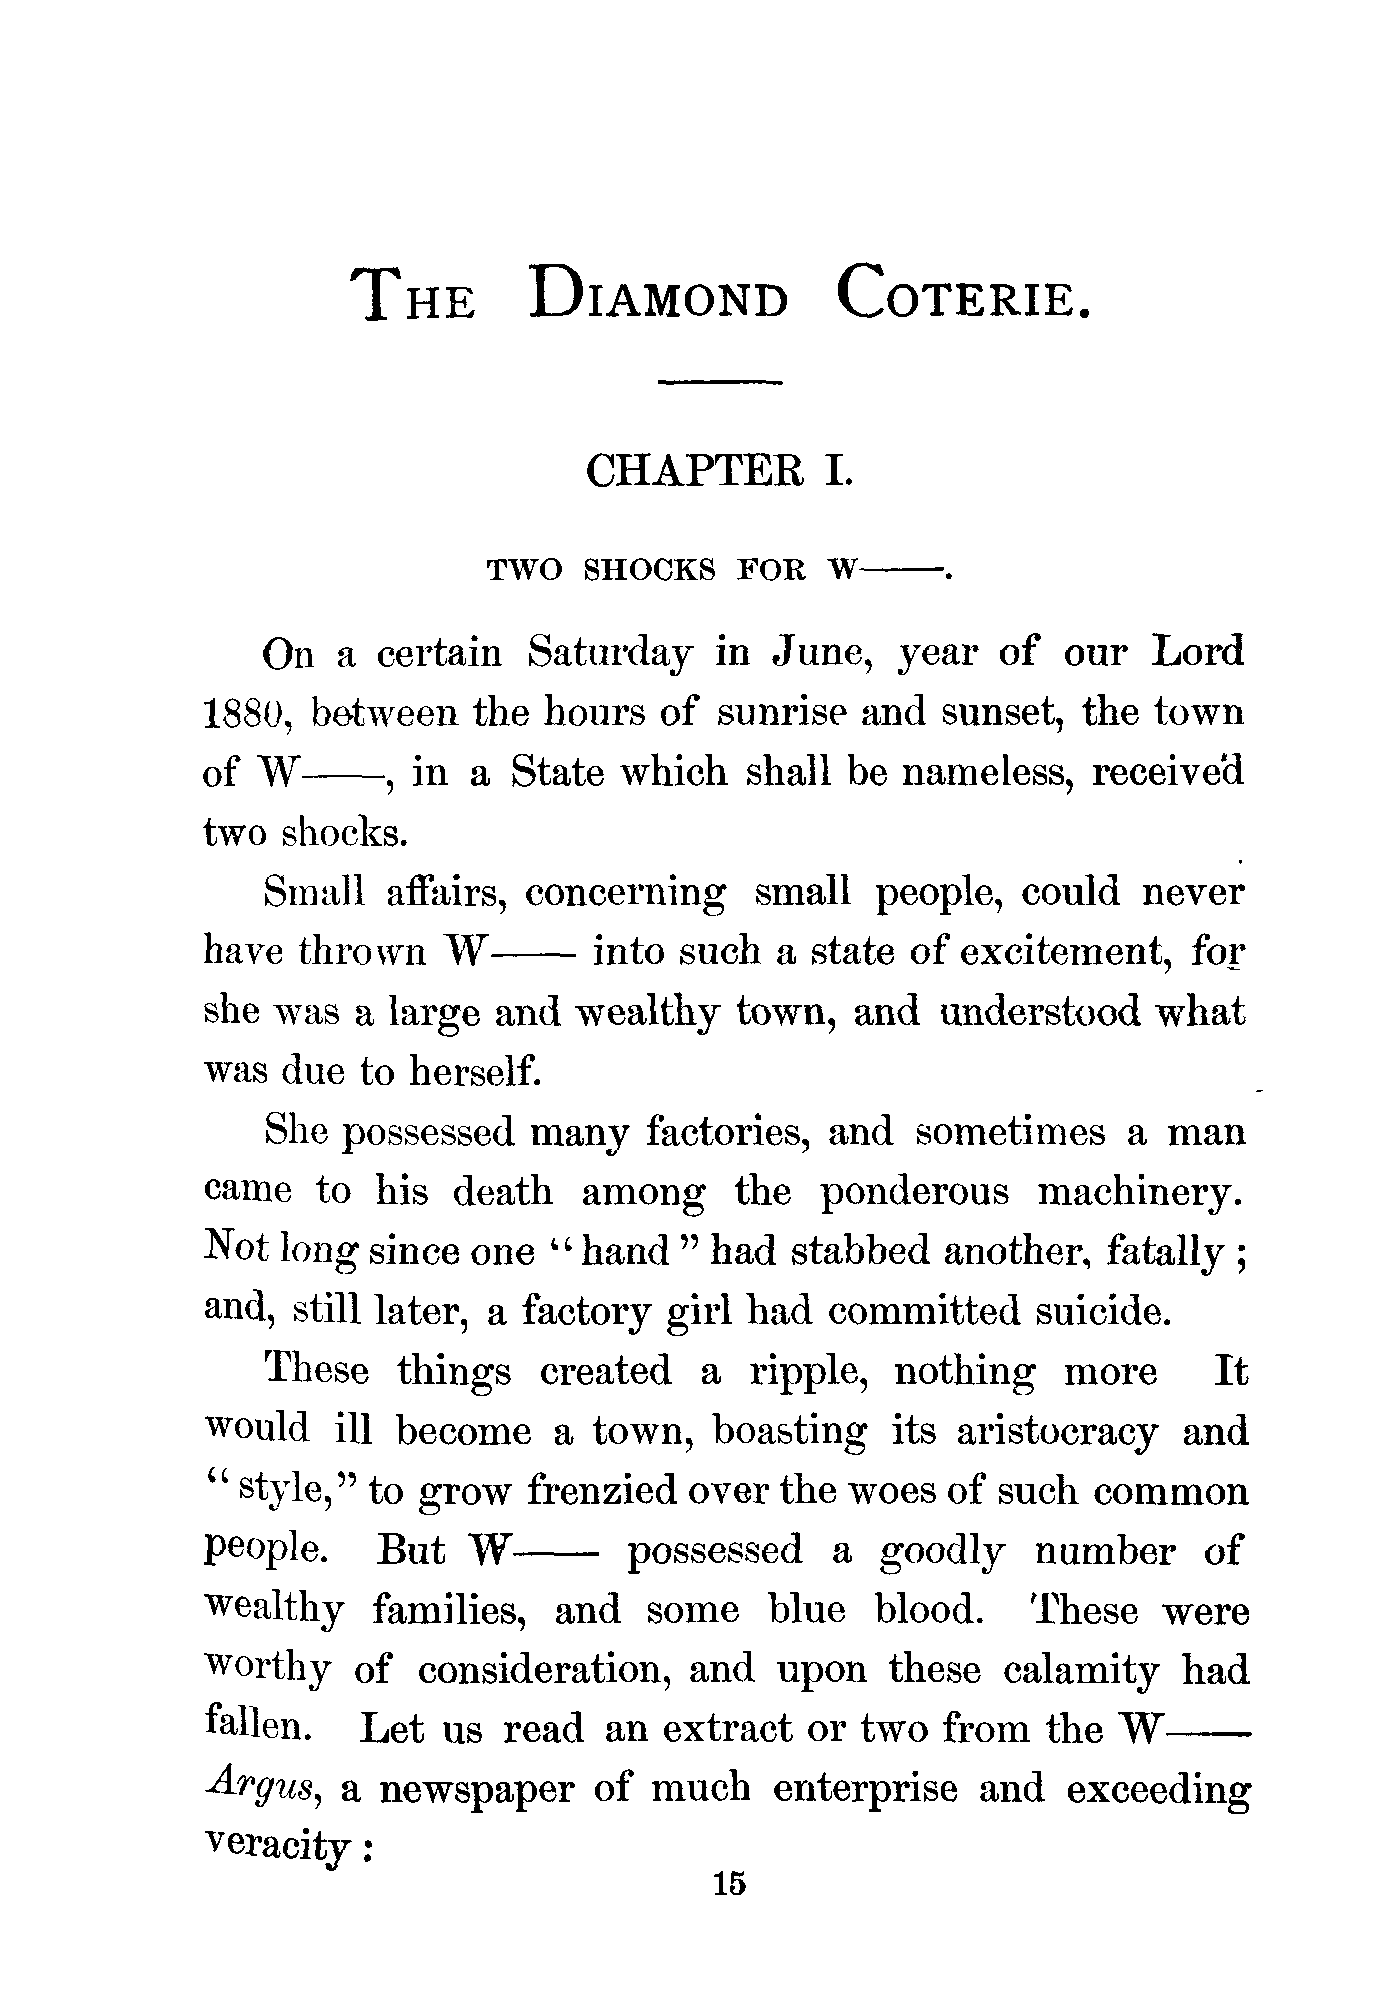 THE DIAMOND COTERIE.
CHAPTER I.
TWO SHOCKS FOR W——.
On a certain Saturday in June, year of our Lord
1880, between the hours of sunrise and sunset, the town
of W——, in a State which shall be nameless, received
two shocks.
Small affairs, concerning small people, could never
have thrown W—— into such a state of excitement, for
she was a large and wealthy town, and understood what
was due to herself.
She possessed many factories, and sometimes a man
came to his death among the ponderous machinery.
Not long since one “hand” had stabbed another, fatally;
and, still later, a factory girl had committed suicide.
These things created a ripple, nothing more It
would ill become a town, boasting its aristocracy and
“style,” to grow frenzied over the woes of such common
people. But W—— possessed a goodly number of
wealthy families, and some blue blood. These were
worthy of consideration, and upon these calamity had
fallen. Let us read an extract or two from the W——
Argus, a newspaper of much enterprise and exceeding
veracity:
15